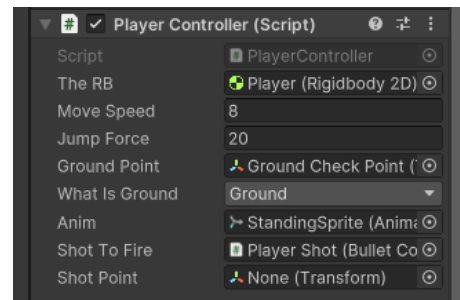 # Player Controller (Script)
Script PlayerController
The RB Player (Rigidbody 2D)
Move Speed 8
Jump Force 20
Ground Point Ground Check Point (
What Is Ground Ground
Anim StandingSprite (Anima
Shot To Fire # Player Shot (Bullet Co
Shot Point None (Transform)